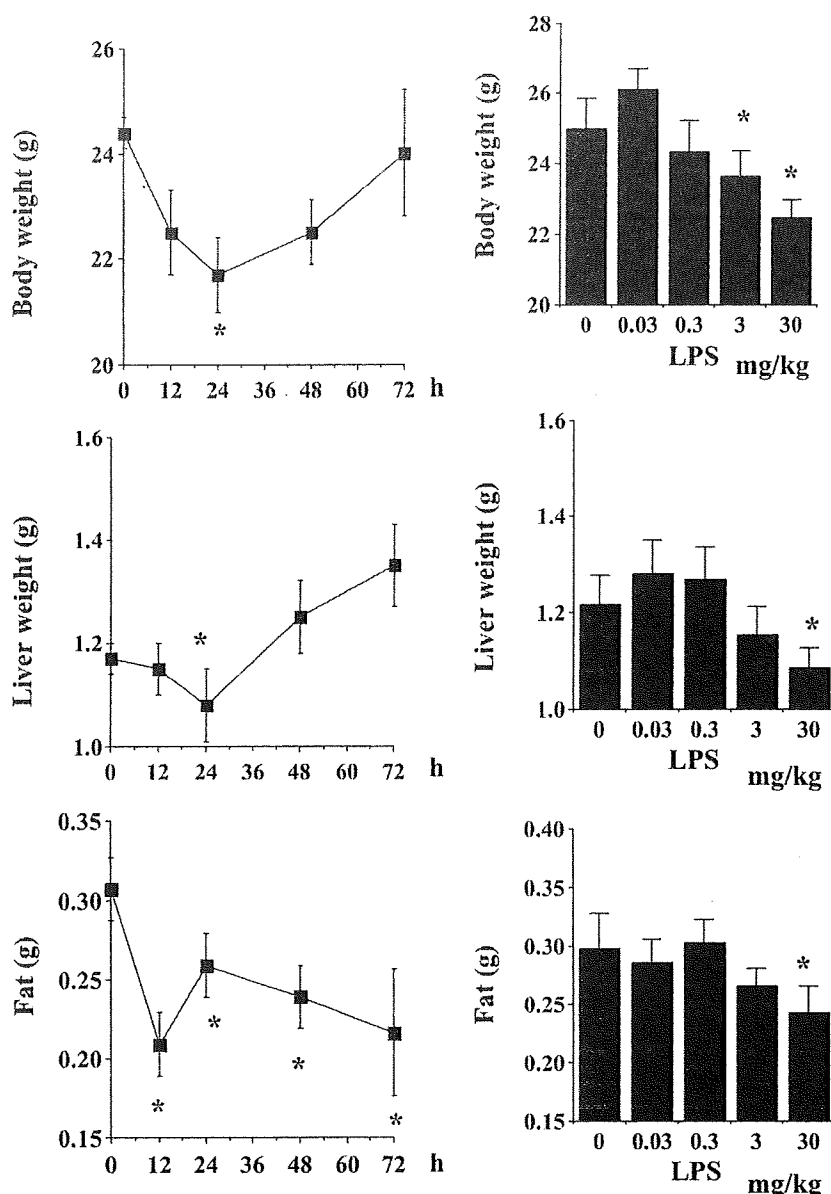 Body weight (g)
26
24
22
20
*
0 12 24 36 48 60 72 h
Body weight (g)
28
26
24
22
20
*
*
0 0.03 0.3 3 30
LPS mg/kg
Liver weight (g)
1.6
1.4
1.2
1.0
*
0 12 24 36 48 60 72 h
Liver weight (g)
1.6
1.4
1.2
1.0
*
0 0.03 0.3 3 30
LPS mg/kg
Fat (g)
0.35
0.30
0.25
0.20
0.15
* * * *
0 12 24 36 48 60 72 h
Fat (g)
0.40
0.35
0.30
0.25
0.20
0.15
*
0 0.03 0.3 3 30
LPS mg/kg